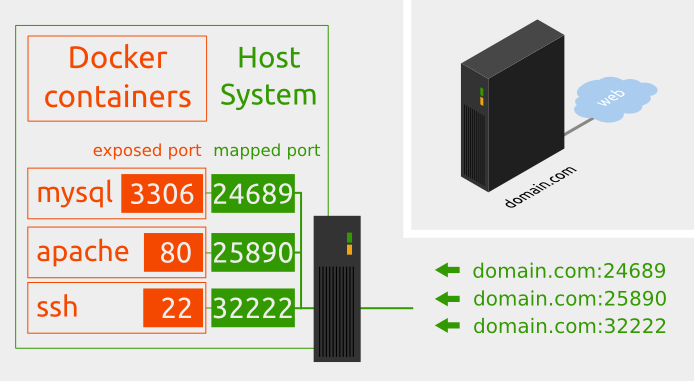 Docker
containers
Host
System
exposed port
mapped port
mysql 3306 24689
apache 80 25890
ssh 22 32222
web
domain.com
domain.com:24689
domain.com:25890
domain.com:32222